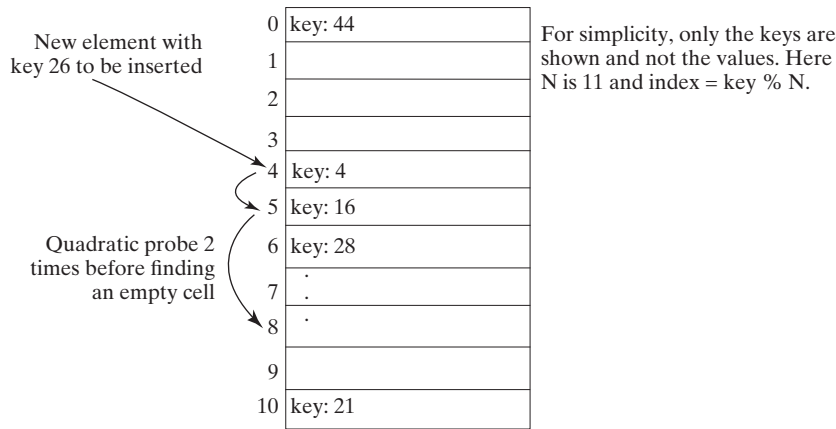 New element with
key 26 to be inserted
0 key: 44
1
2
3
4 key: 4
5 key: 16
6 key: 28
7
8
9
10 key: 21
Quadratic probe 2
times before finding
an empty cell
For simplicity, only the keys are
shown and not the values. Here
N is 11 and index = key % N.